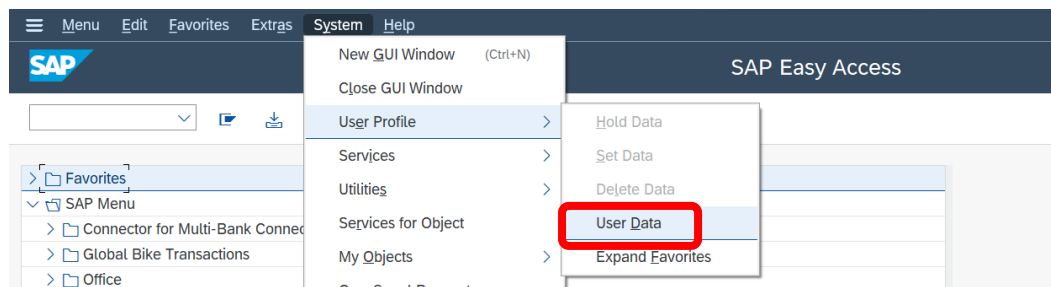 Menu Edit Favorites Extras System Help
SAP
SAP Easy Access
New GUI Window (Ctrl+N)
Close GUI Window
User Profile
Services
Utilities
Services for Object
My Objects
Hold Data
Set Data
Delete Data
User Data
Expand Favorites
Favorites
SAP Menu
Connector for Multi-Bank Connec
Global Bike Transactions
Office